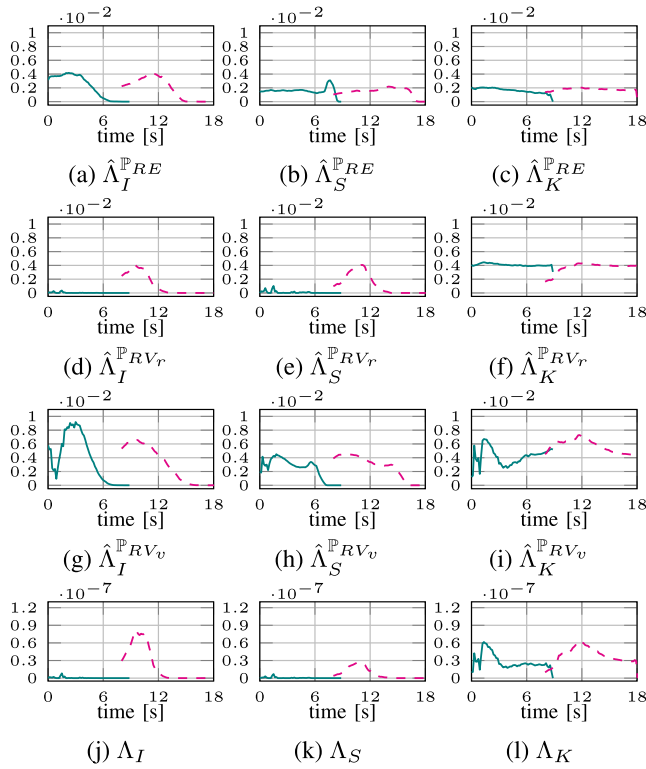 ·10⁻² ·10⁻² ·10⁻²
1 1 1
0.8 0.8 0.8
0.6 0.6 0.6
0.4 0.4 0.4
0.2 0.2 0.2
0 0 0
0 6 12 18 0 6 12 18 0 6 12 18
time [s] time [s] time [s]
(a) Λ̂_I^{ℙ_{RE}} (b) Λ̂_S^{ℙ_{RE}} (c) Λ̂_K^{ℙ_{RE}}
·10⁻² ·10⁻² ·10⁻²
1 1 1
0.8 0.8 0.8
0.6 0.6 0.6
0.4 0.4 0.4
0.2 0.2 0.2
0 0 0
0 6 12 18 0 6 12 18 0 6 12 18
time [s] time [s] time [s]
(d) Λ̂_I^{ℙ_{RV_r}} (e) Λ̂_S^{ℙ_{RV_r}} (f) Λ̂_K^{ℙ_{RV_r}}
·10⁻² ·10⁻² ·10⁻²
1 1 1
0.8 0.8 0.8
0.6 0.6 0.6
0.4 0.4 0.4
0.2 0.2 0.2
0 0 0
0 6 12 18 0 6 12 18 0 6 12 18
time [s] time [s] time [s]
(g) Λ̂_I^{ℙ_{RV_v}} (h) Λ̂_S^{ℙ_{RV_v}} (i) Λ̂_K^{ℙ_{RV_v}}
·10⁻⁷ ·10⁻⁷ ·10⁻⁷
1.2 1.2 1.2
0.9 0.9 0.9
0.6 0.6 0.6
0.3 0.3 0.3
0 0 0
0 6 12 18 0 6 12 18 0 6 12 18
time [s] time [s] time [s]
(j) Λ_I (k) Λ_S (l) Λ_K